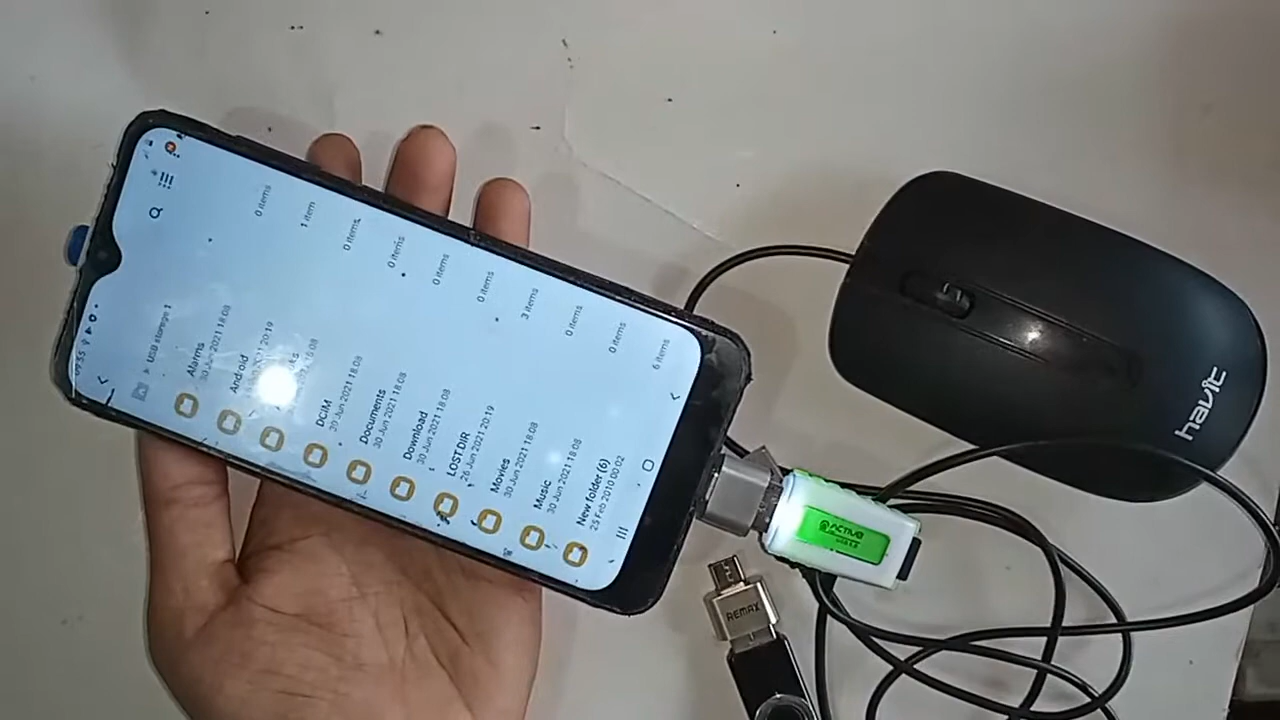 09:55
USB storage 1
Alarms
30 Jun 2021 18:08
0 items
Android
20:19
1 item
18:08
0 items
DCIM
30 Jun 2021 18:08
0 items
Documents
30 Jun 2021 18:08
0 items
Download
30 Jun 2021 18:08
0 items
LOST.DIR
26 Jun 2021 20:19
3 items
Movies
30 Jun 2021 18:08
0 items
Music
30 Jun 2021 18:08
0 items
New folder (6)
25 Feb 2010 00:02
6 items
havit
REMAX